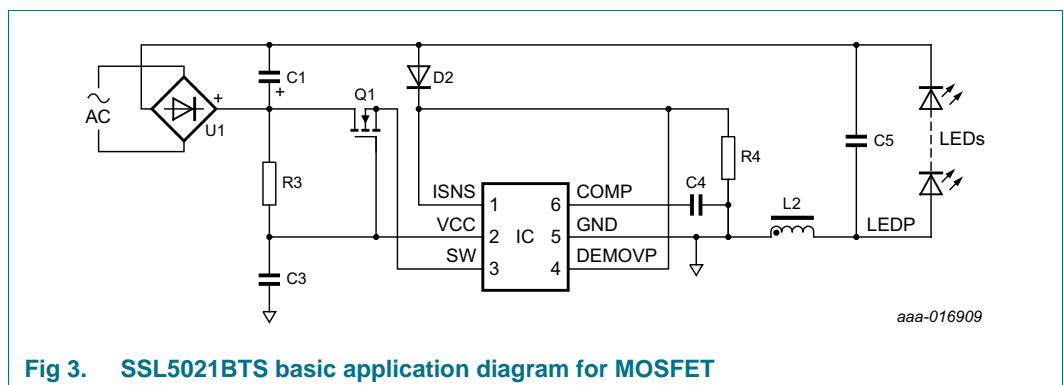 C1
+
D2
Q1
+
AC
U1
R3
C3
ISNS
VCC
SW
1
2
3
IC
6
5
4
COMP
GND
DEMOVP
C4
R4
L2
C5
LEDs
LEDP
aaa-016909
Fig 3. SSL5021BTS basic application diagram for MOSFET